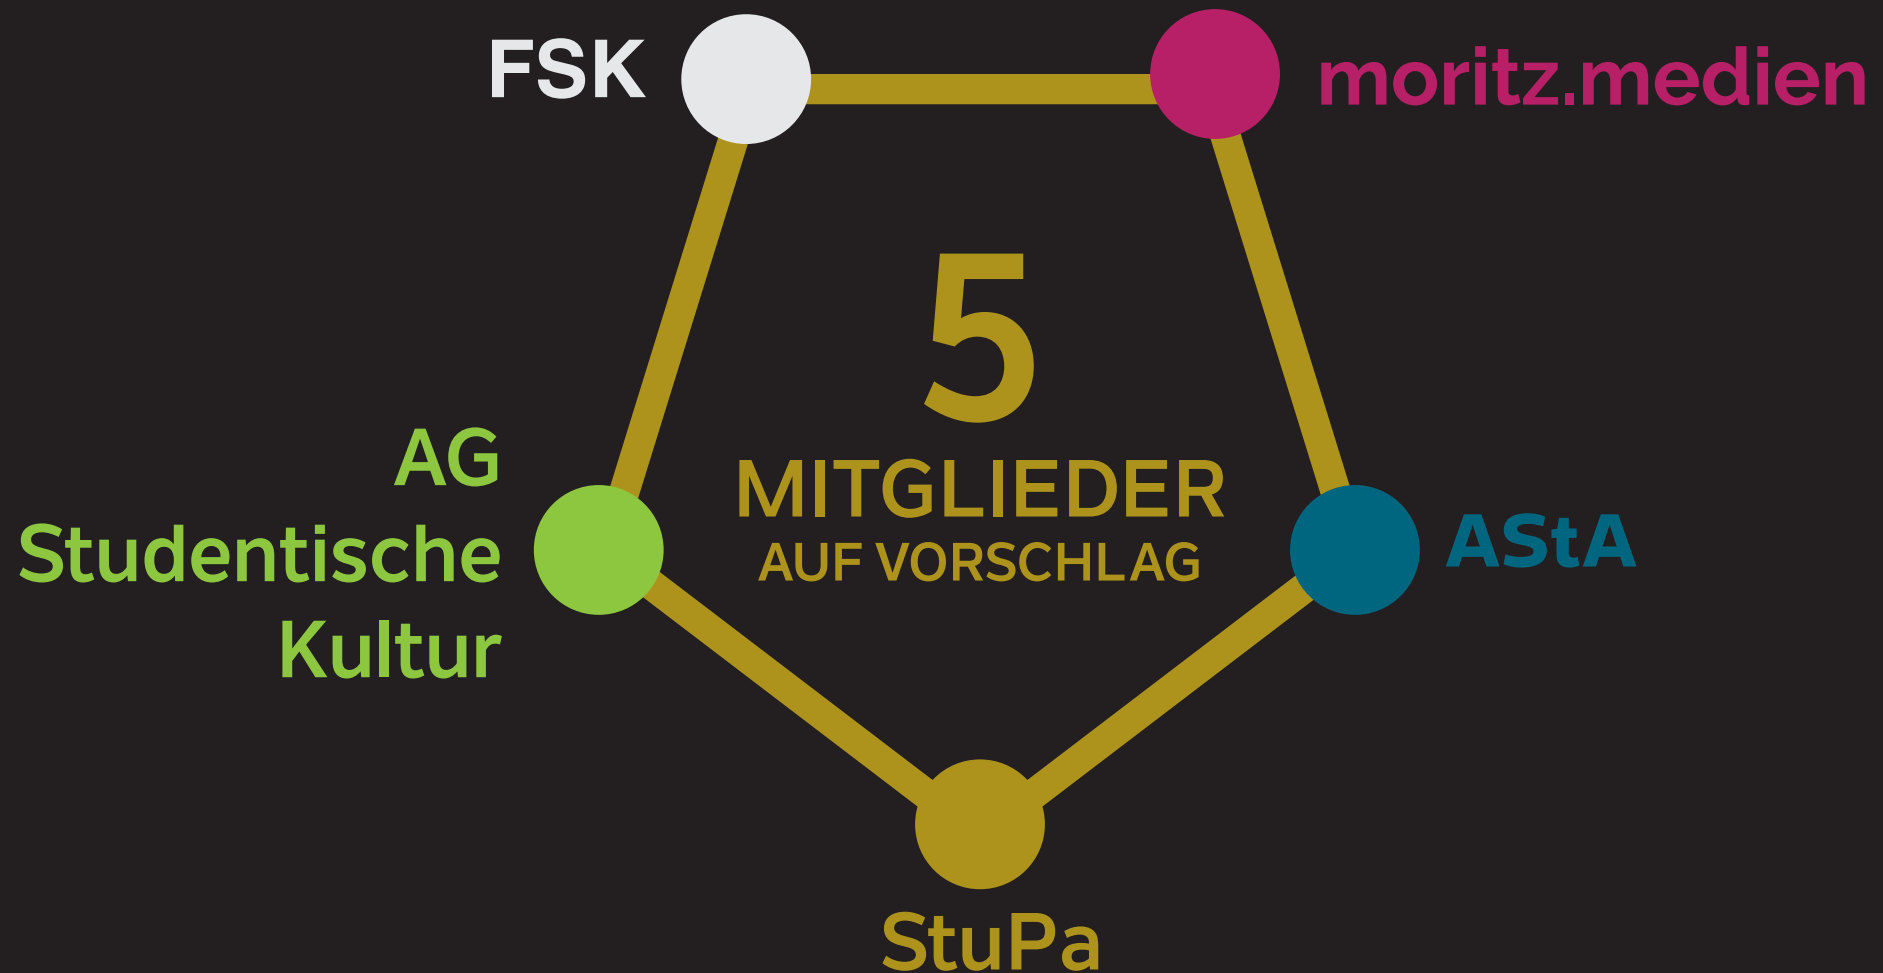 FSK
moritz.medien
5
MITGLIEDER
AUF VORSCHLAG
AG
Studentische
Kultur
AStA
StuPa